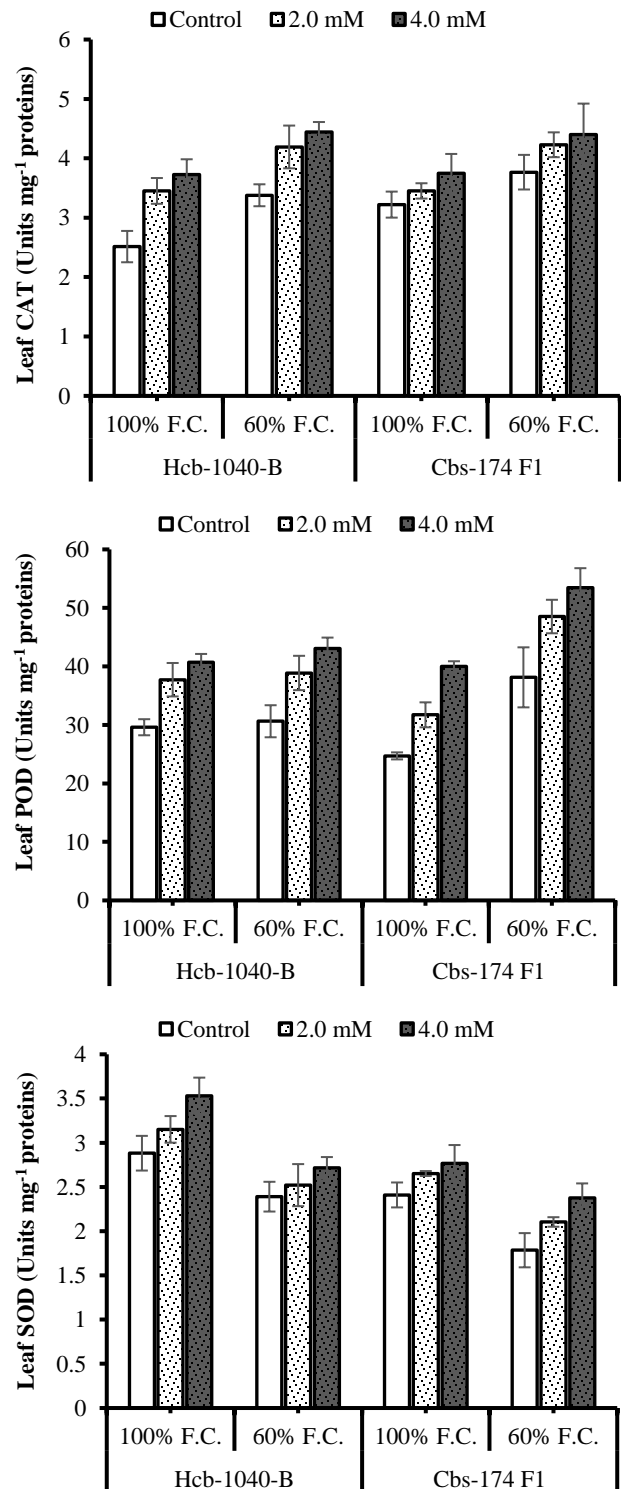 Control 2.0 mM 4.0 mM
Leaf CAT (Units mg⁻¹ proteins)
6
5
4
3
2
1
0
100% F.C. 60% F.C. 100% F.C. 60% F.C.
Hcb-1040-B Cbs-174 F1
Control 2.0 mM 4.0 mM
Leaf POD (Units mg⁻¹ proteins)
60
50
40
30
20
10
0
100% F.C. 60% F.C. 100% F.C. 60% F.C.
Hcb-1040-B Cbs-174 F1
Control 2.0 mM 4.0 mM
Leaf SOD (Units mg⁻¹ proteins)
4
3.5
3
2.5
2
1.5
1
0.5
0
100% F.C. 60% F.C. 100% F.C. 60% F.C.
Hcb-1040-B Cbs-174 F1